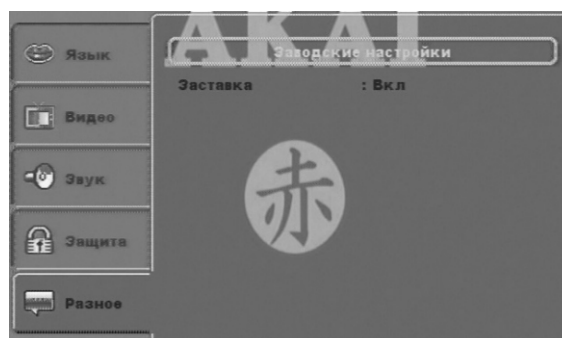 AKAI
Язык
Видео
Звук
Защита
Разное
Заводские настройки
Заставка : Вкл
赤